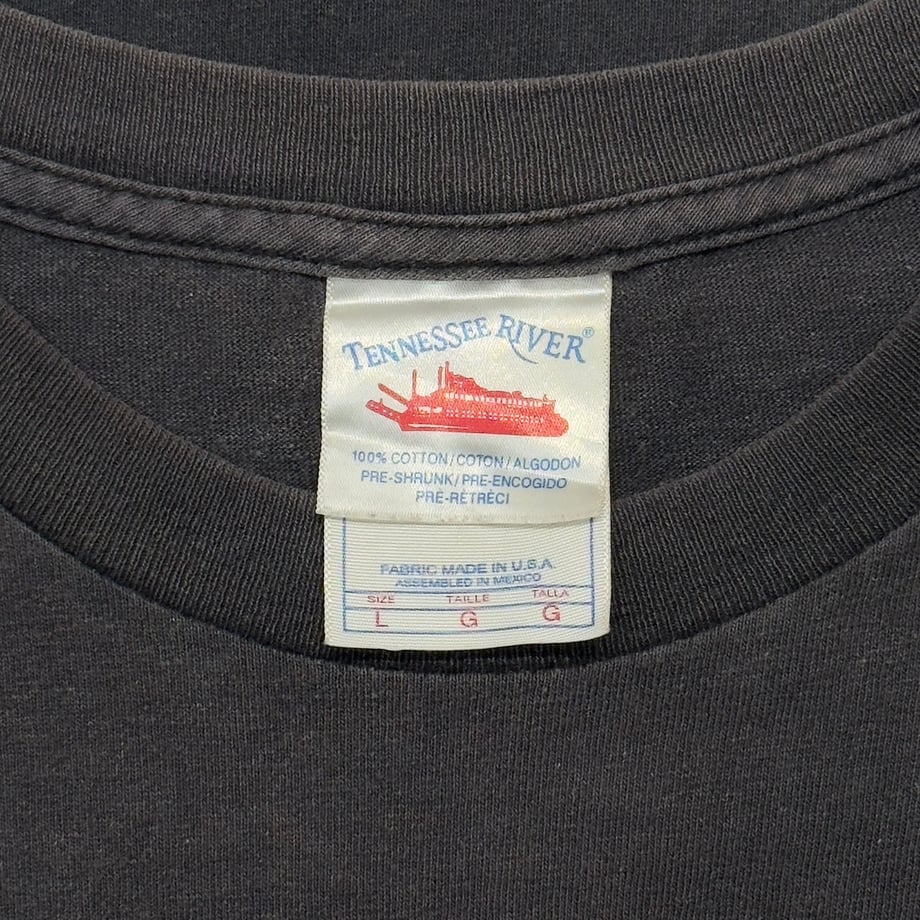 TENNESSEE RIVER®
100% COTTON/COTON/ALGODON
PRE-SHRUNK/PRE-ENCOGIDO
PRÉ-RÉTRÉCI
FABRIC MADE IN U.S.A.
ASSEMBLED IN MEXICO
SIZE TAILLE TALLA
L G G